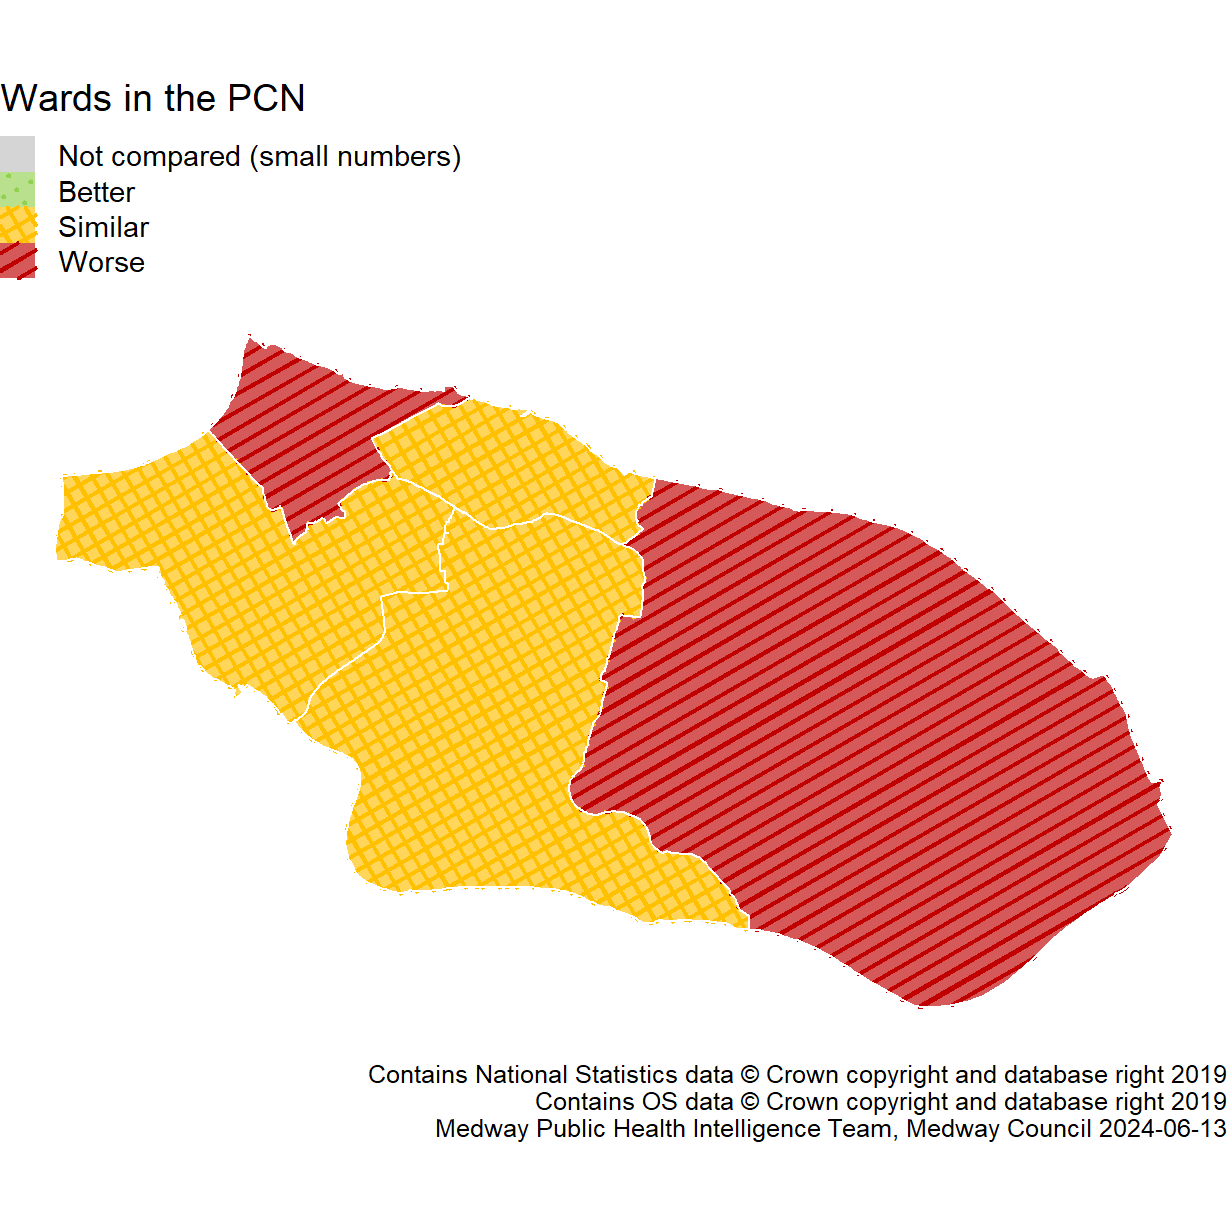 Wards in the PCN
Not compared (small numbers)
Better
Similar
Worse
Contains National Statistics data © Crown copyright and database right 2019
Contains OS data © Crown copyright and database right 2019
Medway Public Health Intelligence Team, Medway Council 2024-06-13